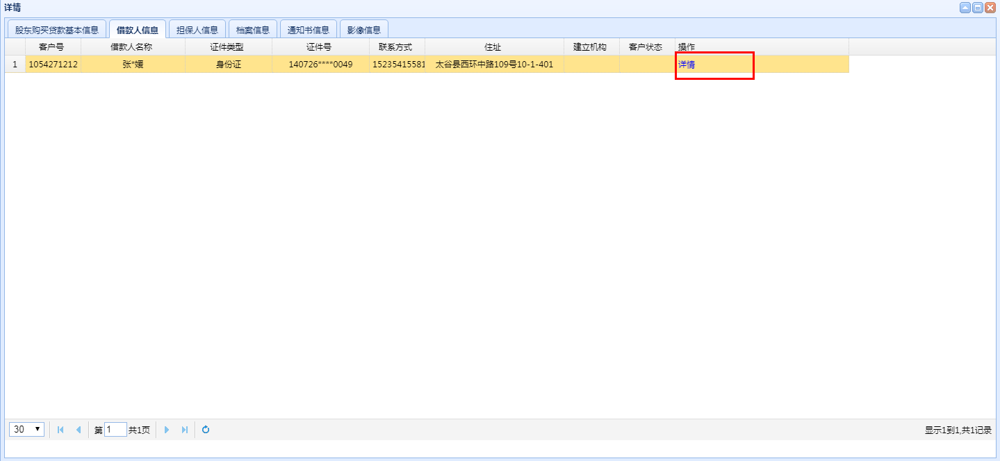 详情
股东购买贷款基本信息 借款人信息 担保人信息 档案信息 通知书信息 影像信息
客户号 借款人名称 证件类型 证件号 联系方式 住址 建立机构 客户状态 操作
1 1054271212 张*媛 身份证 140726****0049 15235415581 太谷县西环中路109号10-1-401 详情
30 第 1 共1页 显示1到1,共1记录